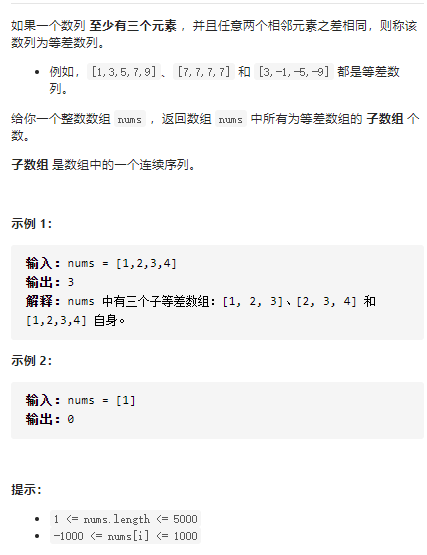 如果一个数列 至少有三个元素 ，并且任意两个相邻元素之差相同，则称该
数列为等差数列。
• 例如，[1,3,5,7,9]、[7,7,7,7] 和 [3,-1,-5,-9] 都是等差数
列。
给你一个整数数组 nums ，返回数组 nums 中所有为等差数组的 子数组 个
数。
子数组 是数组中的一个连续序列。
示例 1：
输入：nums = [1,2,3,4]
输出：3
解释：nums 中有三个子等差数组：[1, 2, 3]、[2, 3, 4] 和
[1,2,3,4] 自身。
示例 2：
输入：nums = [1]
输出：0
提示：
• 1 <= nums.length <= 5000
• -1000 <= nums[i] <= 1000